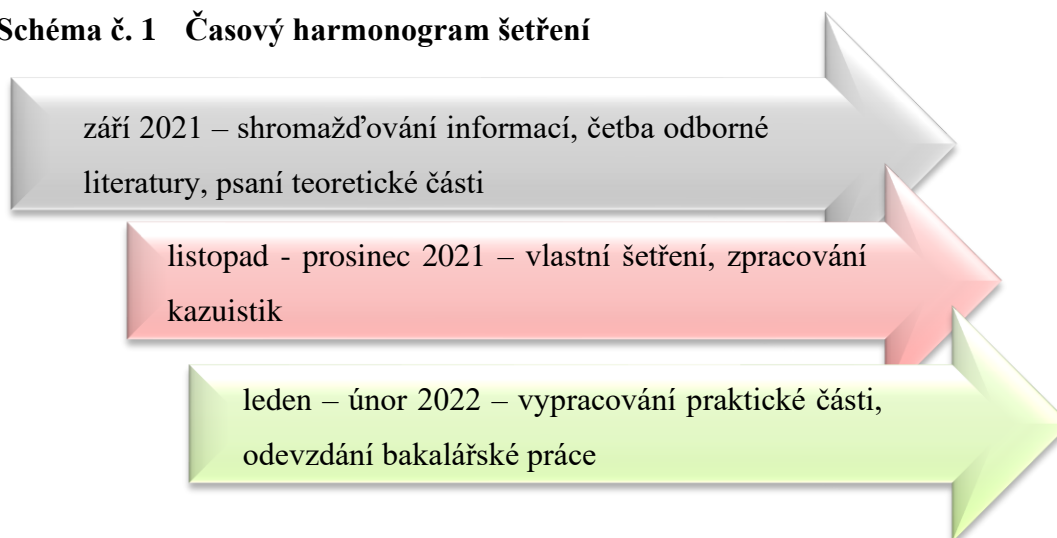 Schéma č. 1 Časový harmonogram šetření
září 2021 – shromažďování informací, četba odborné
literatury, psaní teoretické části
listopad - prosinec 2021 – vlastní šetření, zpracování
kazuistik
leden – únor 2022 – vypracování praktické části,
odevzdání bakalářské práce